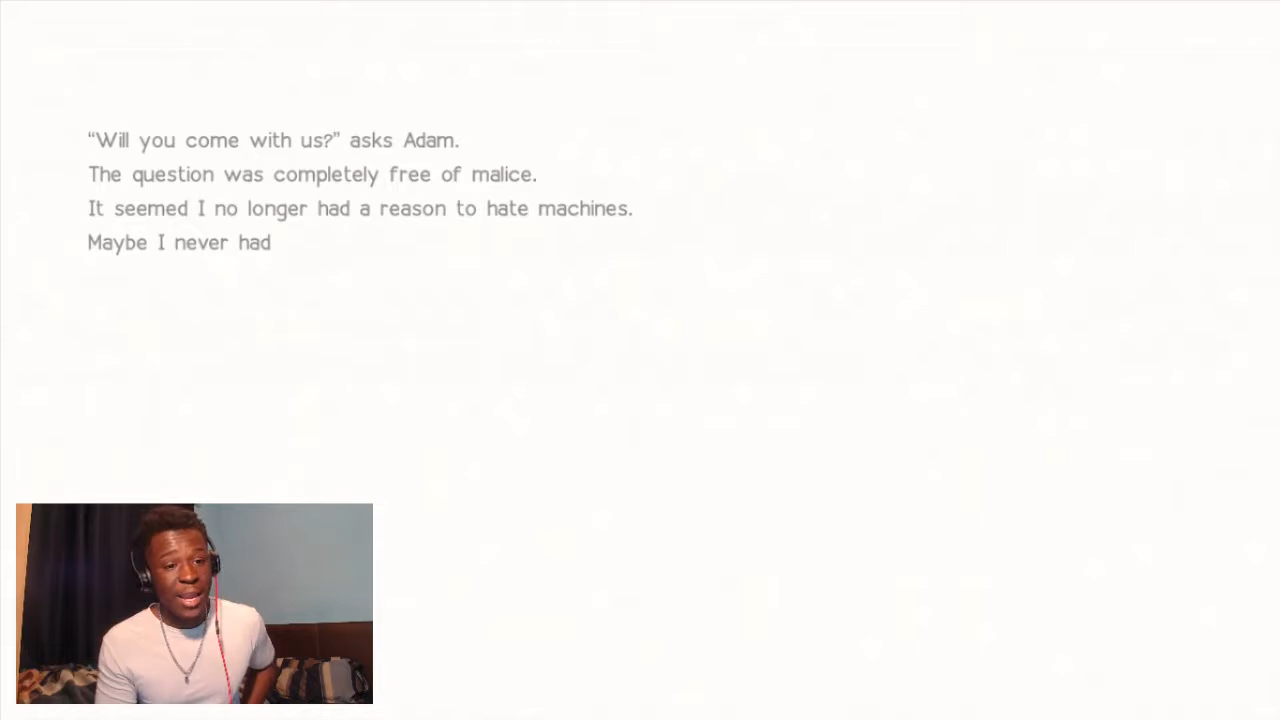 “Will you come with us?” asks Adam.
The question was completely free of malice.
It seemed I no longer had a reason to hate machines.
Maybe I never had